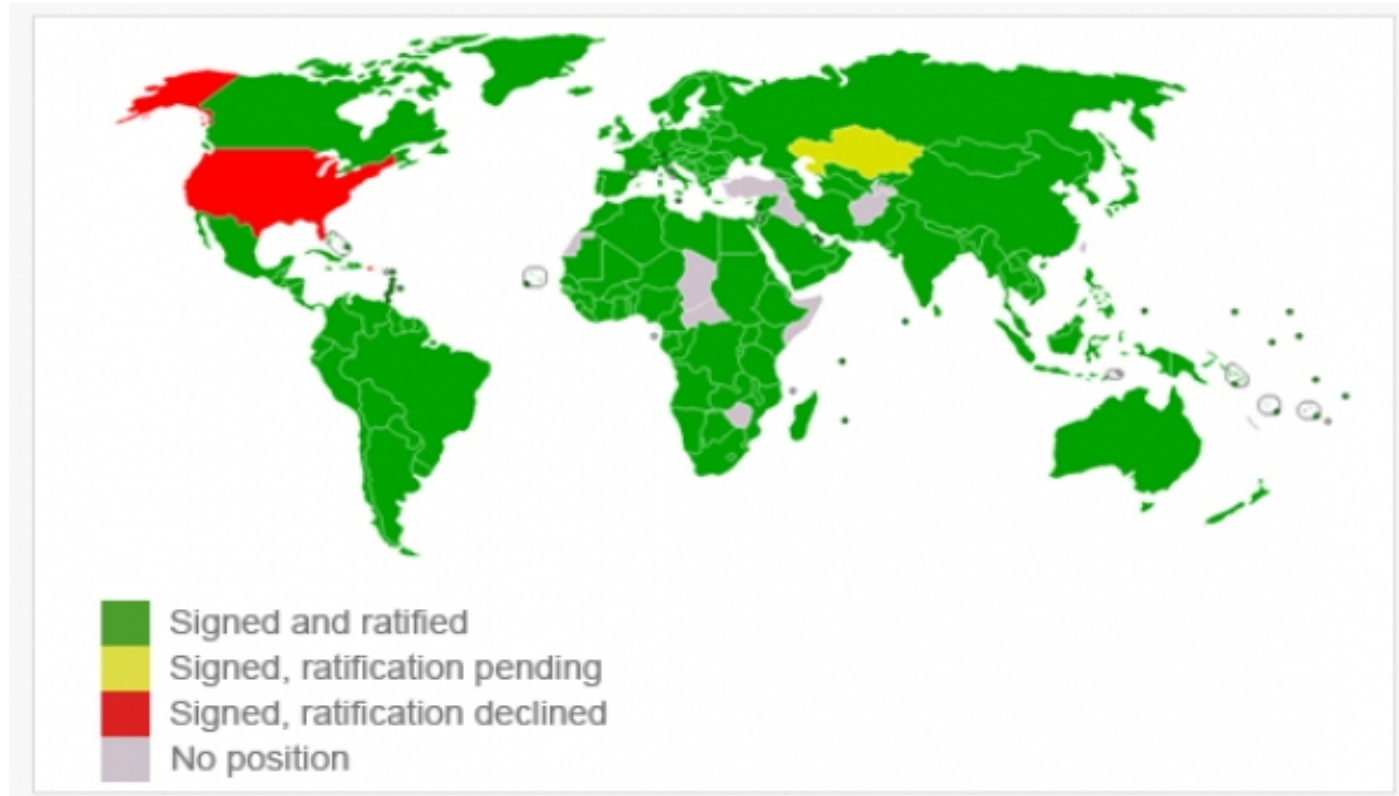 Signed and ratified
Signed, ratification pending
Signed, ratification declined
No position